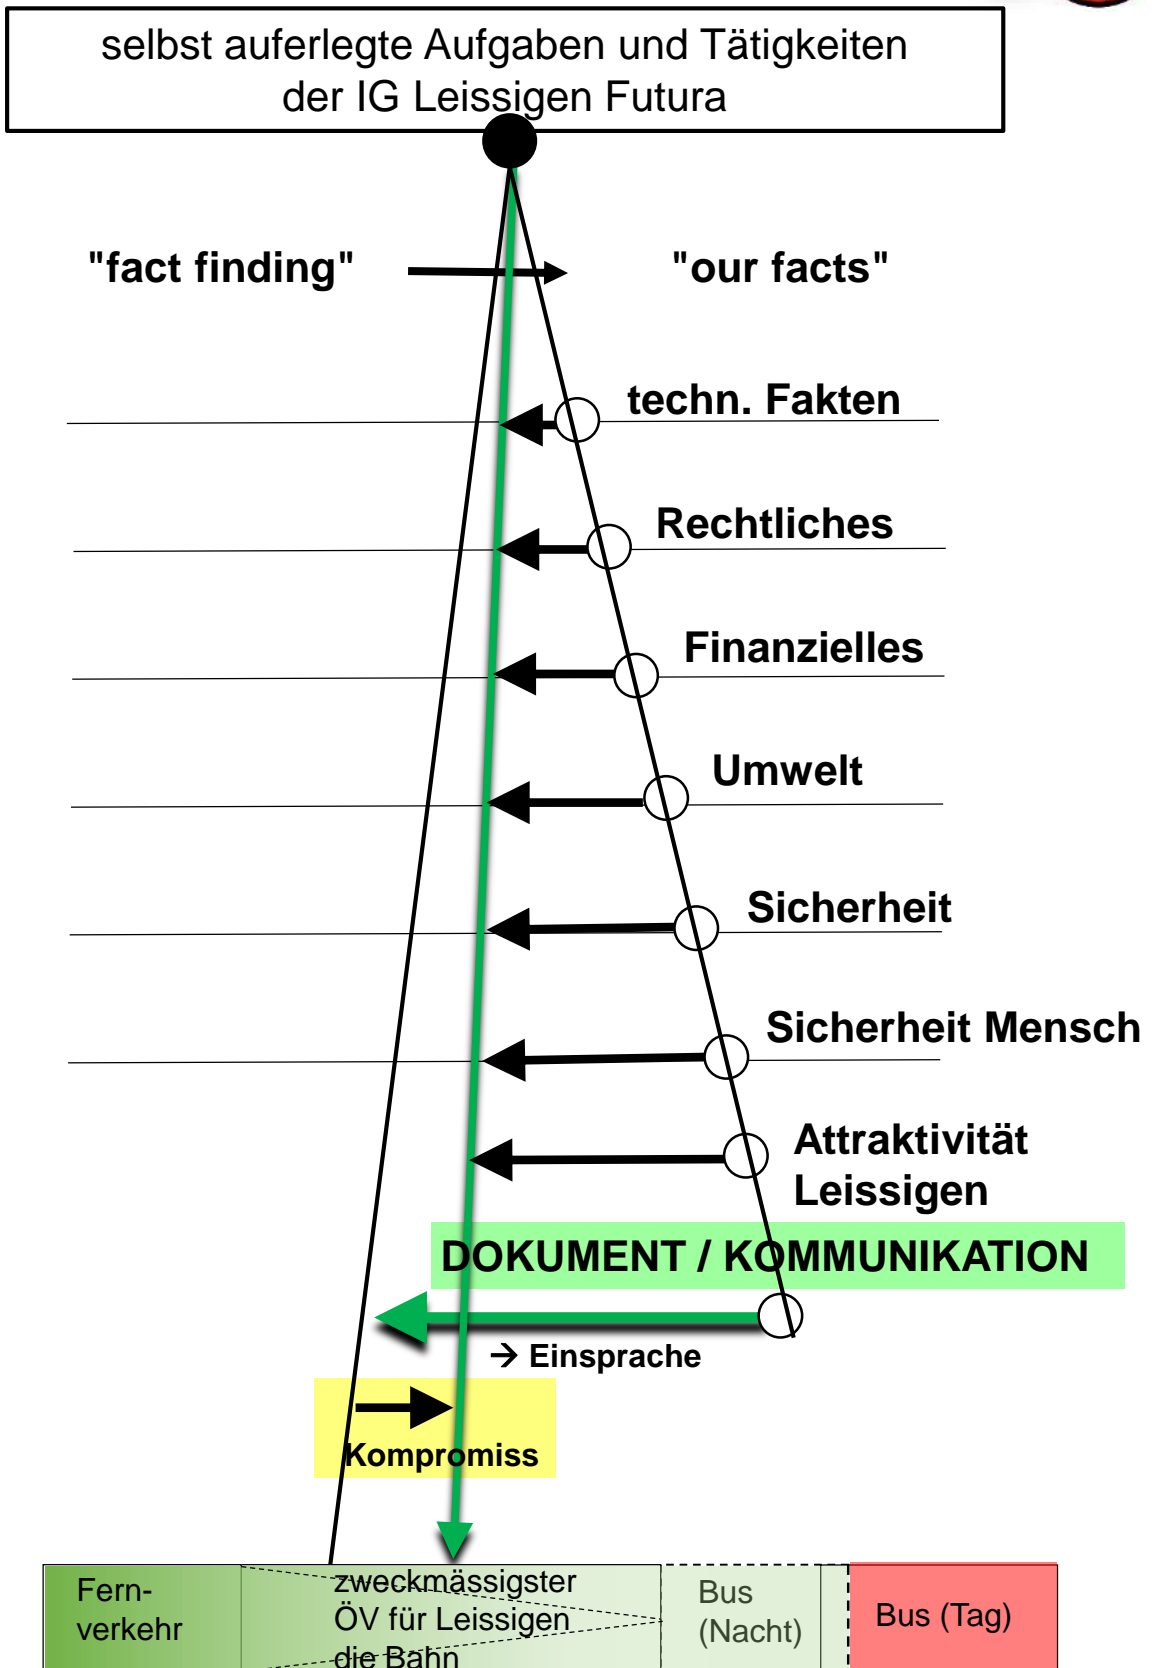 selbst auferlegte Aufgaben und Tätigkeiten
der IG Leissigen Futura
"fact finding"
"our facts"
techn. Fakten
Rechtliches
Finanzielles
Umwelt
Sicherheit
Sicherheit Mensch
Attraktivität
Leissigen
DOKUMENT / KOMMUNIKATION
→ Einsprache
Kompromiss
Fern-
verkehr
zweckmässigster
ÖV für Leissigen
die Bahn
Bus
(Nacht)
Bus (Tag)